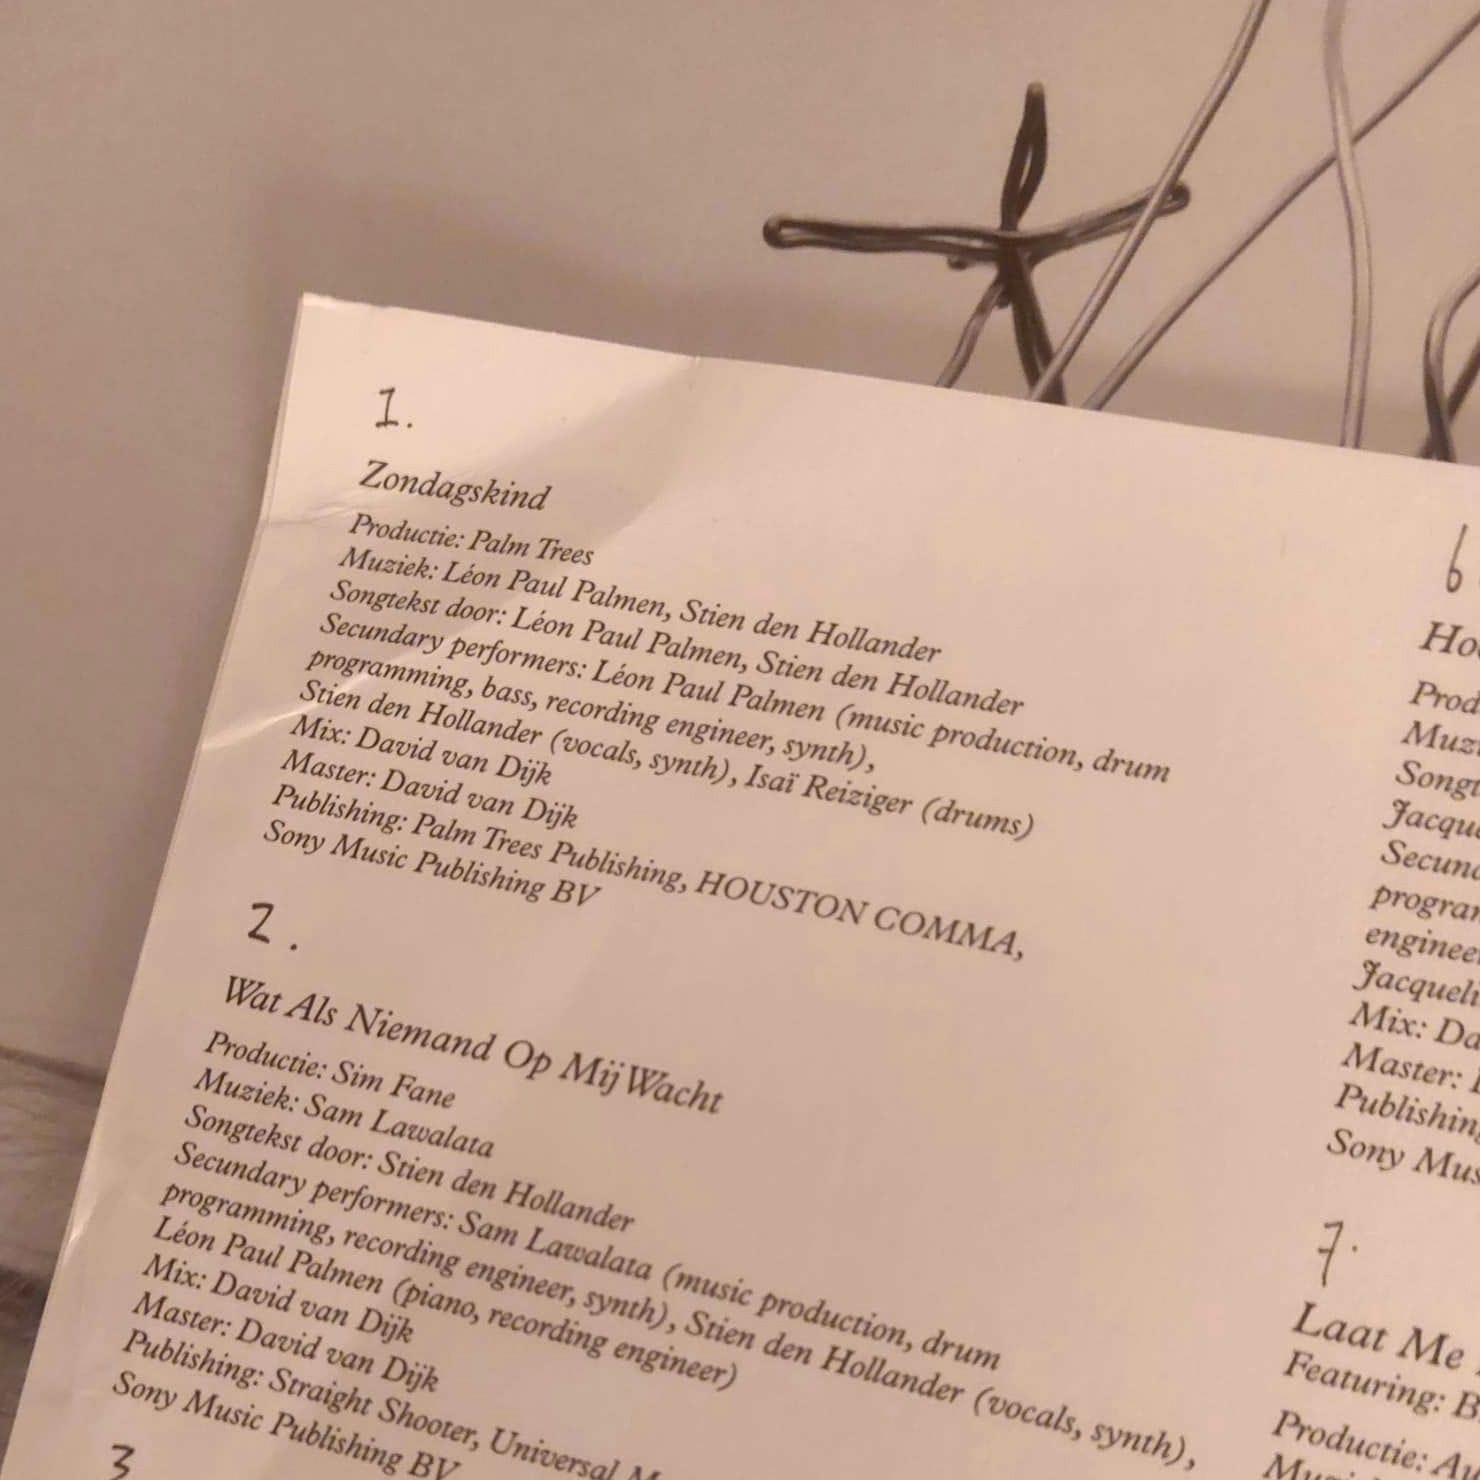 1.
Zondagskind
Productie: Palm Trees
Muziek: Léon Paul Palmen, Stien den Hollander
Songtekst door: Léon Paul Palmen, Stien den Hollander
Secundary performers: Léon Paul Palmen (music production, drum
programming, bass, recording engineer, synth),
Stien den Hollander (vocals, synth), Isaï Reiziger (drums)
Mix: David van Dijk
Master: David van Dijk
Publishing: Palm Trees Publishing, HOUSTON COMMA,
Sony Music Publishing BV
2.
Wat Als Niemand Op Mij Wacht
Productie: Sim Fane
Muziek: Sam Lawalata
Songtekst door: Stien den Hollander
Secundary performers: Sam Lawalata (music production, drum
programming, recording engineer, synth), Stien den Hollander (vocals, synth),
Léon Paul Palmen (piano, recording engineer)
Mix: David van Dijk
Master: David van Dijk
Publishing: Straight Shooter, Universal
Sony Music Publishing BV
3
6
7.
Laat Me
Featuring:
Productie: